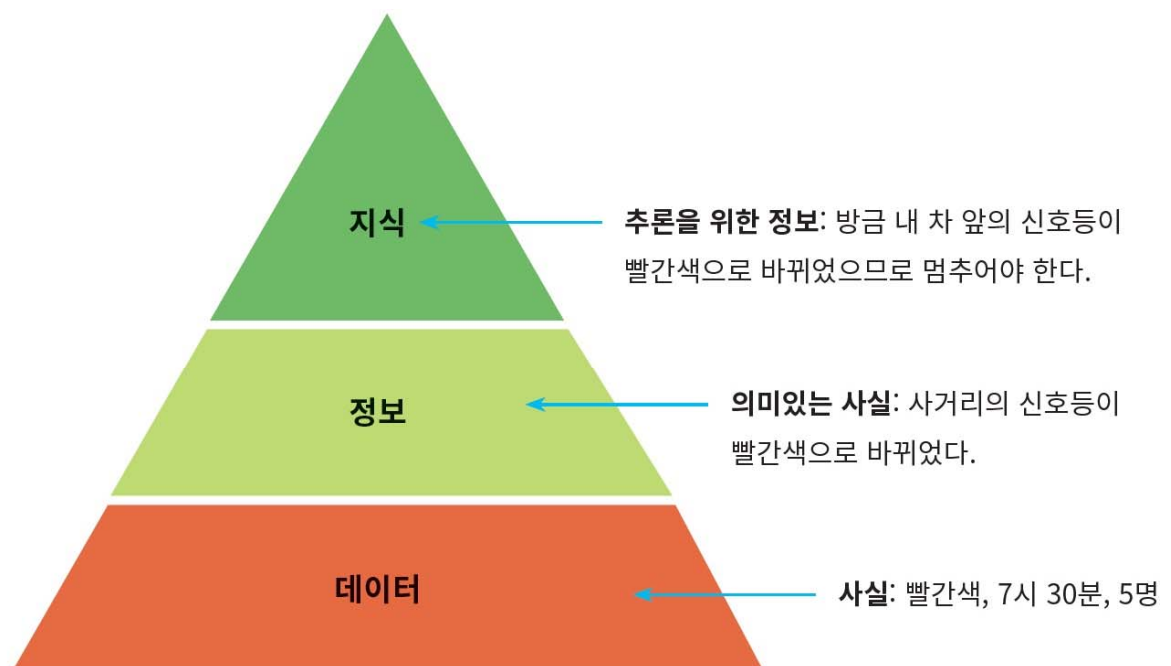 지식
추론을 위한 정보: 방금 내 차 앞의 신호등이
빨간색으로 바뀌었으므로 멈추어야 한다.
정보
의미있는 사실: 사거리의 신호등이
빨간색으로 바뀌었다.
데이터
사실: 빨간색, 7시 30분, 5명